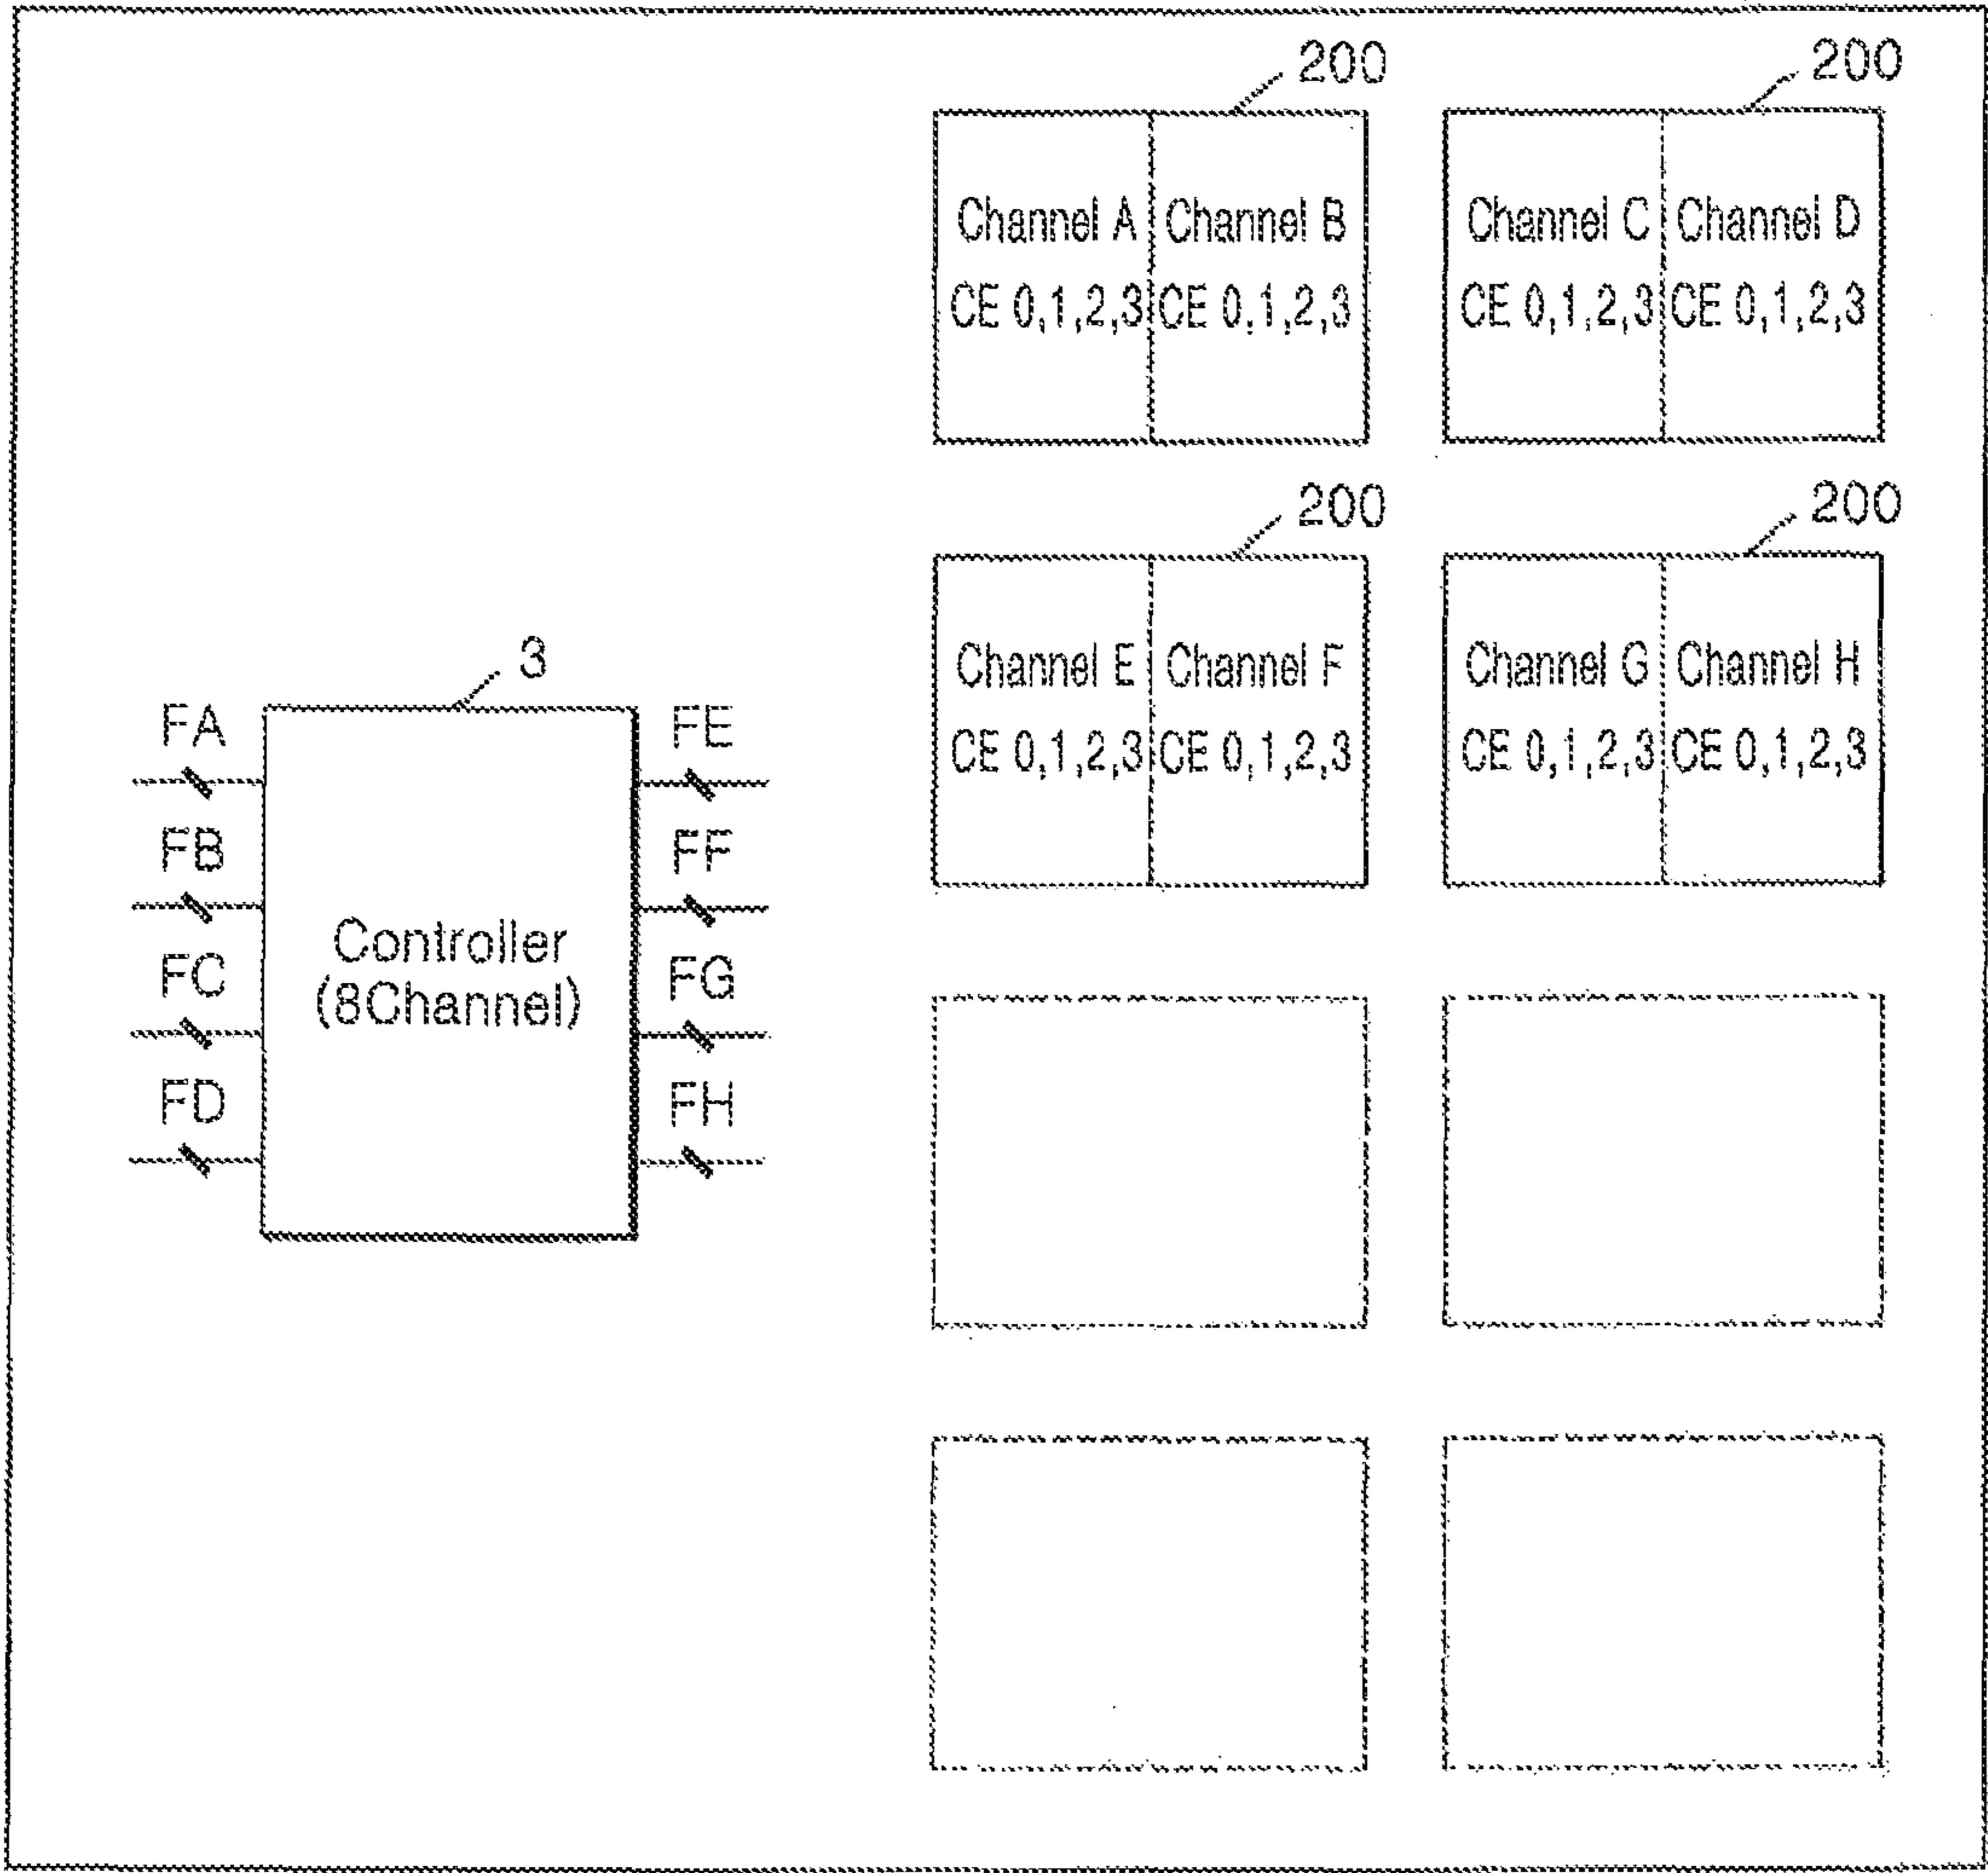 200 200
Channel A Channel B Channel C Channel D
CE 0,1,2,3 CE 0,1,2,3 CE 0,1,2,3 CE 0,1,2,3
200 200
Channel E Channel F Channel G Channel H
CE 0,1,2,3 CE 0,1,2,3 CE 0,1,2,3 CE 0,1,2,3
3
FA FE
FB FF
Controller
(8Channel)
FC FG
FD FH